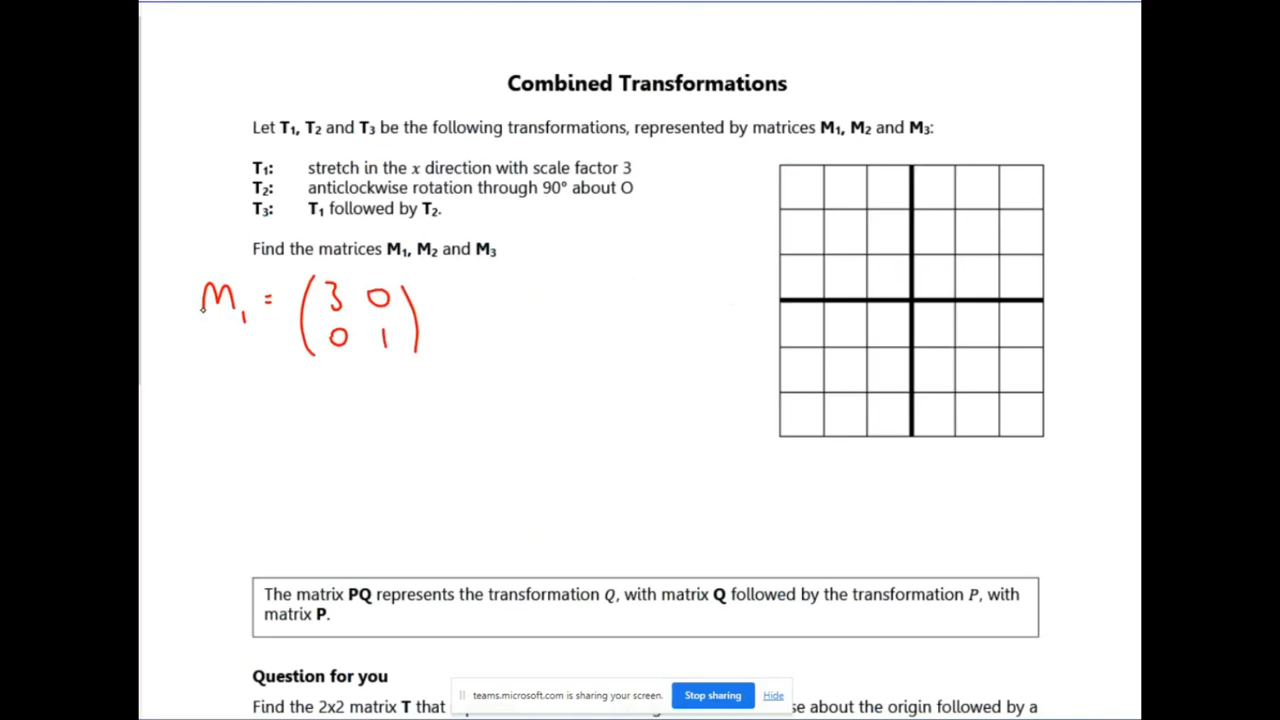 Combined Transformations
Let T₁, T₂ and T₃ be the following transformations, represented by matrices M₁, M₂ and M₃:
T₁: stretch in the x direction with scale factor 3
T₂: anticlockwise rotation through 90° about O
T₃: T₁ followed by T₂.
Find the matrices M₁, M₂ and M₃
M₁ = (3 0
0 1)
The matrix PQ represents the transformation Q, with matrix Q followed by the transformation P, with
matrix P.
Question for you
teams.microsoft.com is sharing your screen. Stop sharing Hide
Find the 2x2 matrix T that se about the origin followed by a